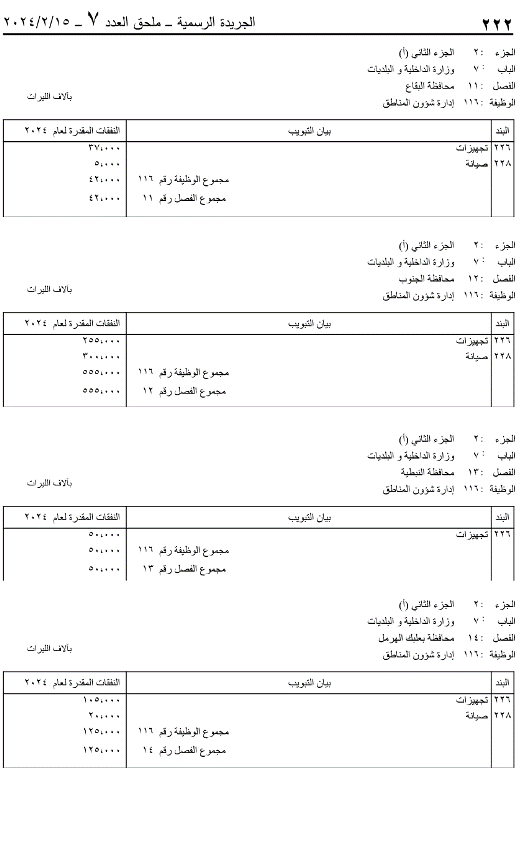 ٢٢٢ الجريدة الرسمية ــ ملحق العدد ٧ ــ ٢٠٢٤/٢/١٥
الجزء : ٢ الجزء الثاني (أ)
الباب : ٧ وزارة الداخلية و البلديات
الفصل : ١١ محافظة البقاع
الوظيفة : ١١٦ إدارة شؤون المناطق
بآلاف الليرات
البند بيان التبويب النفقات المقدرة لعام ٢٠٢٤
٢٢٦ تجهيزات ٣٧،٠٠٠
٢٢٨ صيانة ٥،٠٠٠
مجموع الوظيفة رقم ١١٦ ٤٢،٠٠٠
مجموع الفصل رقم ١١ ٤٢،٠٠٠
الجزء : ٢ الجزء الثاني (أ)
الباب : ٧ وزارة الداخلية و البلديات
الفصل : ١٢ محافظة الجنوب
الوظيفة : ١١٦ إدارة شؤون المناطق
بآلاف الليرات
البند بيان التبويب النفقات المقدرة لعام ٢٠٢٤
٢٢٦ تجهيزات ٢٥٥،٠٠٠
٢٢٨ صيانة ٣٠٠،٠٠٠
مجموع الوظيفة رقم ١١٦ ٥٥٥،٠٠٠
مجموع الفصل رقم ١٢ ٥٥٥،٠٠٠
الجزء : ٢ الجزء الثاني (أ)
الباب : ٧ وزارة الداخلية و البلديات
الفصل : ١٣ محافظة النبطية
الوظيفة : ١١٦ إدارة شؤون المناطق
بآلاف الليرات
البند بيان التبويب النفقات المقدرة لعام ٢٠٢٤
٢٢٦ تجهيزات ٥٠،٠٠٠
مجموع الوظيفة رقم ١١٦ ٥٠،٠٠٠
مجموع الفصل رقم ١٣ ٥٠،٠٠٠
الجزء : ٢ الجزء الثاني (أ)
الباب : ٧ وزارة الداخلية و البلديات
الفصل : ١٤ محافظة بعلبك الهرمل
الوظيفة : ١١٦ إدارة شؤون المناطق
بآلاف الليرات
البند بيان التبويب النفقات المقدرة لعام ٢٠٢٤
٢٢٦ تجهيزات ١٠٥،٠٠٠
٢٢٨ صيانة ٢٠،٠٠٠
مجموع الوظيفة رقم ١١٦ ١٢٥،٠٠٠
مجموع الفصل رقم ١٤ ١٢٥،٠٠٠